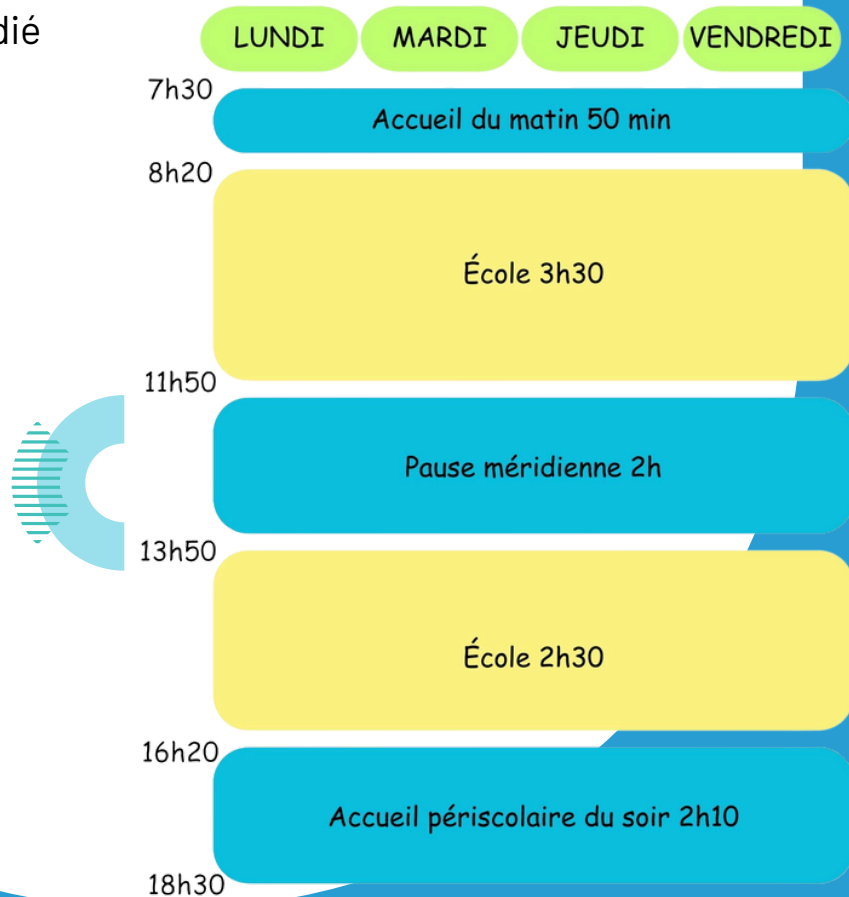 dié
LUNDI MARDI JEUDI VENDREDI
7h30
Accueil du matin 50 min
8h20
École 3h30
11h50
Pause méridienne 2h
13h50
École 2h30
16h20
Accueil périscolaire du soir 2h10
18h30